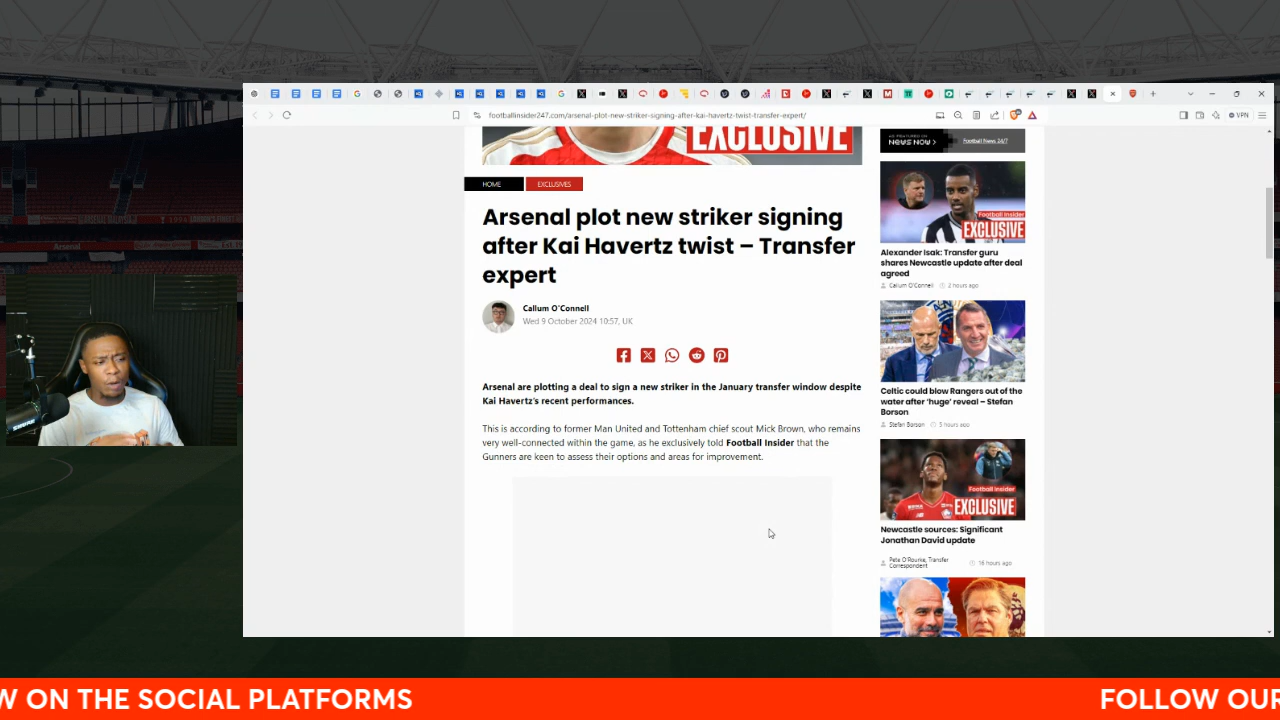 footballinsider247.com/arsenal-plot-new-striker-signing-after-kai-havertz-twist-transfer-expert/
VPN
EXCLUSIVE
NEWS NOW
Football News 24/7
HOME
EXCLUSIVES
Arsenal plot new striker signing
after Kai Havertz twist – Transfer
expert
Callum O'Connell
Wed 9 October 2024 10:57, UK
Arsenal are plotting a deal to sign a new striker in the January transfer window despite
Kai Havertz's recent performances.
This is according to former Man United and Tottenham chief scout Mick Brown, who remains
very well-connected within the game, as he exclusively told Football Insider that the
Gunners are keen to assess their options and areas for improvement.
Football Insider
EXCLUSIVE
Alexander Isak: Transfer guru
shares Newcastle update after deal
agreed
Callum O'Connell
2 hours ago
Celtic could blow Rangers out of the
water after 'huge' reveal – Stefan
Borson
Stefan Borson
5 hours ago
Football Insider
EXCLUSIVE
Newcastle sources: Significant
Jonathan David update
Pete O'Rourke, Transfer
Correspondent
16 hours ago
Arsenal
SHURE
W ON THE SOCIAL PLATFORMS
FOLLOW OUR